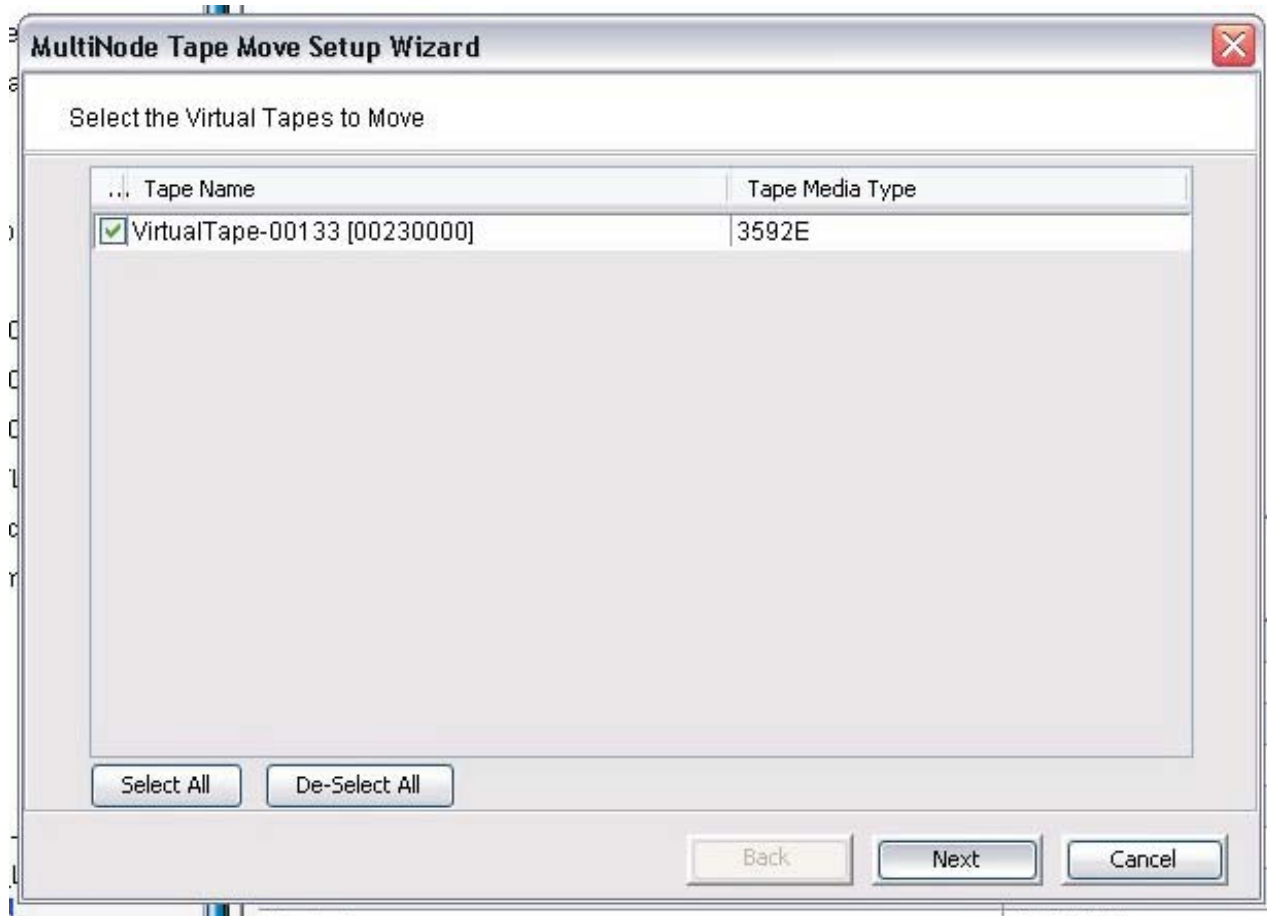 MultiNode Tape Move Setup Wizard
Select the Virtual Tapes to Move
... Tape Name Tape Media Type
VirtualTape-00133 [00230000] 3592E
Select All De-Select All
Back Next Cancel